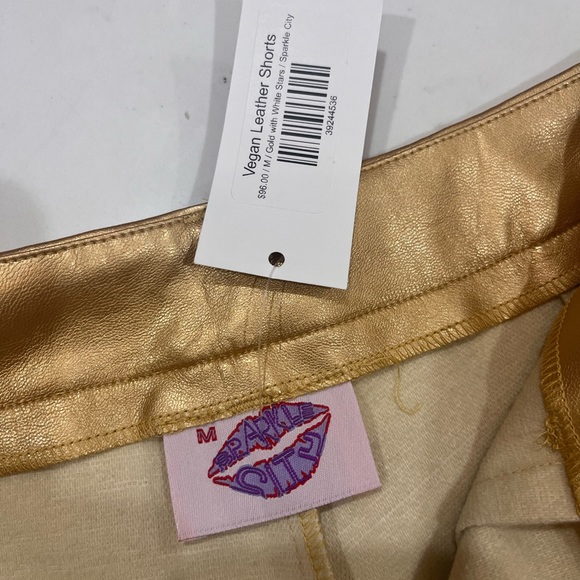 Vegan Leather Shorts
$96.00 / M / Gold with White Stars / Sparkle City
39244536
M
SPARKLE
CITY